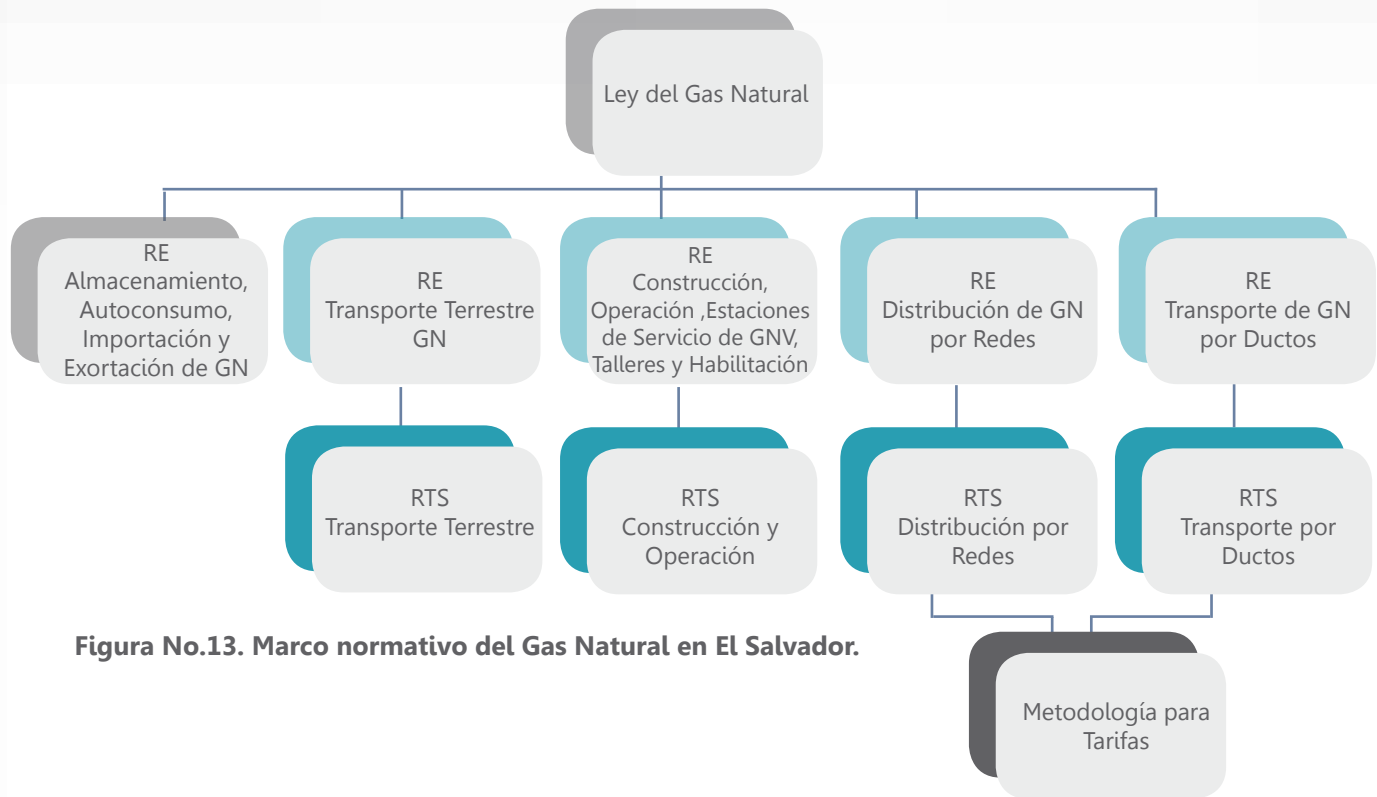 Ley del Gas Natural
RE
Almacenamiento,
Autoconsumo,
Importación y
Exortación de GN
RE
Transporte Terrestre
GN
RE
Construcción,
Operación ,Estaciones
de Servicio de GNV,
Talleres y Habilitación
RE
Distribución de GN
por Redes
RE
Transporte de GN
por Ductos
RTS
Transporte Terrestre
RTS
Construcción y
Operación
RTS
Distribución por
Redes
RTS
Transporte por
Ductos
Figura No.13. Marco normativo del Gas Natural en El Salvador.
Metodología para
Tarifas